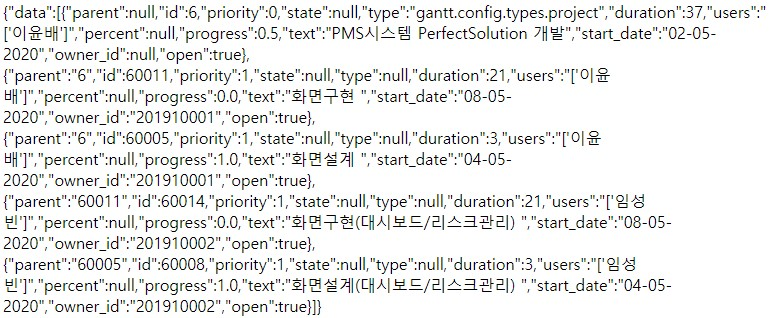 {"data":[{"parent":null,"id":6,"priority":0,"state":null,"type":"gantt.config.types.project","duration":37,"users":"
['이윤배']","percent":null,"progress":0.5,"text":"PMS시스템 PerfectSolution 개발","start_date":"02-05-
2020","owner_id":null,"open":true},
{"parent":"6","id":60011,"priority":1,"state":null,"type":null,"duration":21,"users":"['이윤
배']","percent":null,"progress":0.0,"text":"화면구현 ","start_date":"08-05-
2020","owner_id":"201910001","open":true},
{"parent":"6","id":60005,"priority":1,"state":null,"type":null,"duration":3,"users":"['이윤
배']","percent":null,"progress":1.0,"text":"화면설계 ","start_date":"04-05-
2020","owner_id":"201910001","open":true},
{"parent":"60011","id":60014,"priority":1,"state":null,"type":null,"duration":21,"users":"['임성
빈']","percent":null,"progress":0.0,"text":"화면구현(대시보드/리스크관리) ","start_date":"08-05-
2020","owner_id":"201910002","open":true},
{"parent":"60005","id":60008,"priority":1,"state":null,"type":null,"duration":3,"users":"['임성
빈']","percent":null,"progress":1.0,"text":"화면설계(대시보드/리스크관리) ","start_date":"04-05-
2020","owner_id":"201910002","open":true}]}